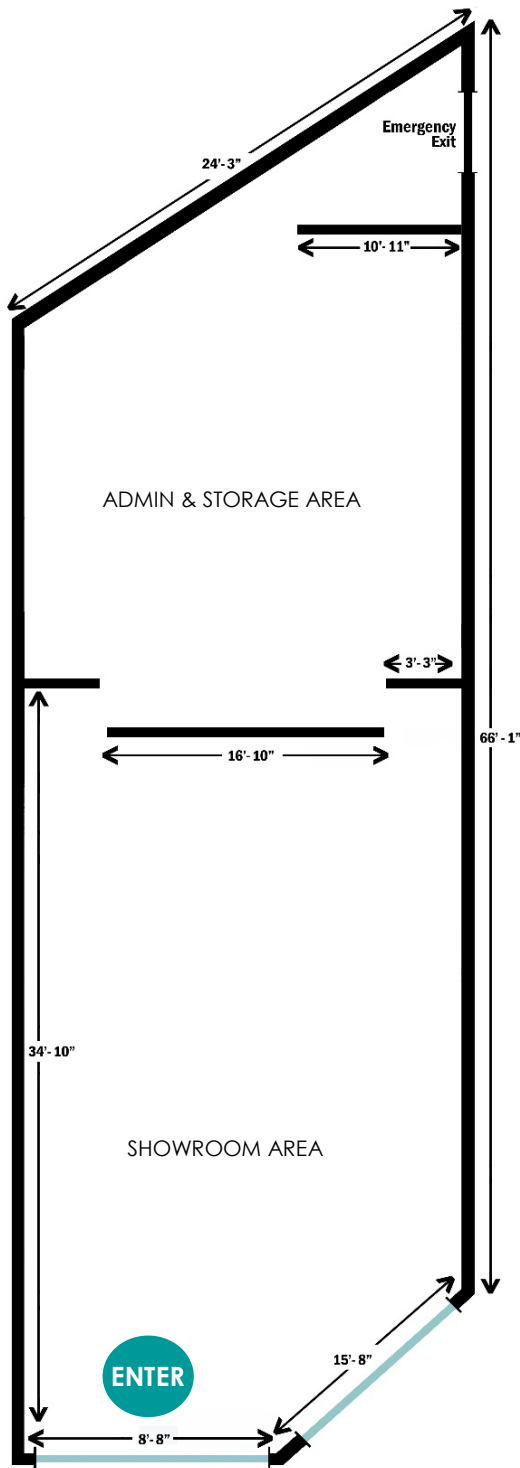 24'- 3"
Emergency
Exit
10'- 11"
ADMIN & STORAGE AREA
3'- 3"
66' - 1"
16'- 10"
34'- 10"
SHOWROOM AREA
15'- 8"
ENTER
8'- 8"